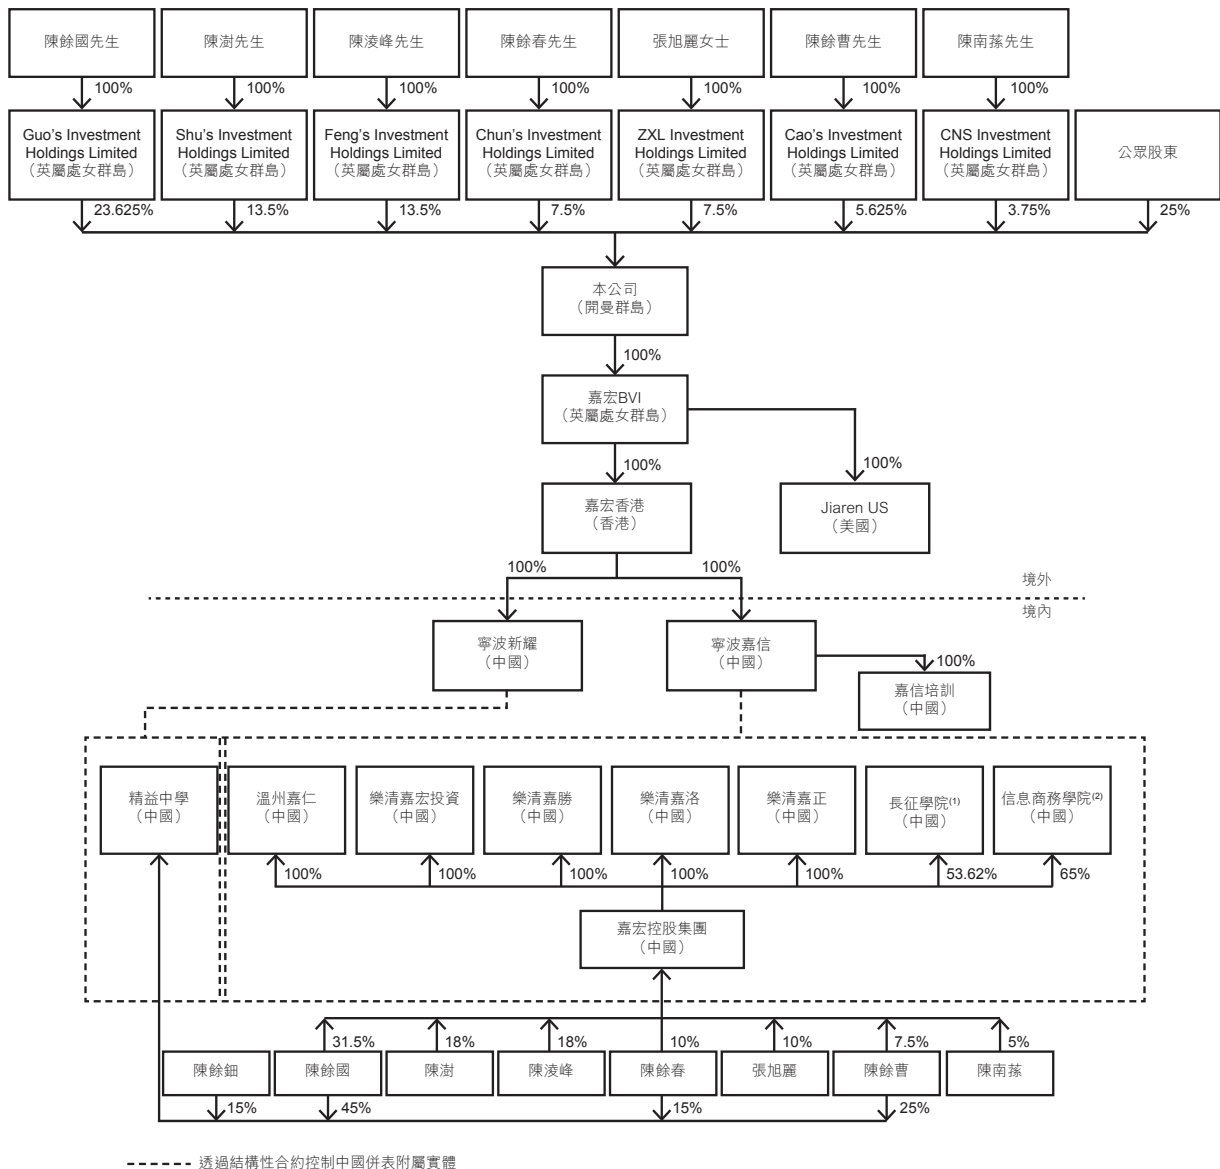 陳餘國先生
陳澍先生
陳淩峰先生
陳餘春先生
張旭麗女士
陳餘曹先生
陳南蓀先生
100%
100%
100%
100%
100%
100%
100%
Guo's Investment
Holdings Limited
（英屬處女群島）
Shu's Investment
Holdings Limited
（英屬處女群島）
Feng's Investment
Holdings Limited
（英屬處女群島）
Chun's Investment
Holdings Limited
（英屬處女群島）
ZXL Investment
Holdings Limited
（英屬處女群島）
Cao's Investment
Holdings Limited
（英屬處女群島）
CNS Investment
Holdings Limited
（英屬處女群島）
公眾股東
23.625%
13.5%
13.5%
7.5%
7.5%
5.625%
3.75%
25%
本公司
（開曼群島）
100%
嘉宏BVI
（英屬處女群島）
100%
100%
嘉宏香港
（香港）
Jiaren US
（美國）
100%
100%
境外
境內
寧波新耀
（中國）
寧波嘉信
（中國）
100%
嘉信培訓
（中國）
精益中學
（中國）
溫州嘉仁
（中國）
樂清嘉宏投資
（中國）
樂清嘉勝
（中國）
樂清嘉洛
（中國）
樂清嘉正
（中國）
長征學院(1)
（中國）
信息商務學院(2)
（中國）
100%
100%
100%
100%
100%
53.62%
65%
嘉宏控股集團
（中國）
31.5%
18%
18%
10%
10%
7.5%
5%
陳餘鈿
陳餘國
陳澍
陳淩峰
陳餘春
張旭麗
陳餘曹
陳南蓀
15%
45%
15%
25%
透過結構性合約控制中國併表附屬實體